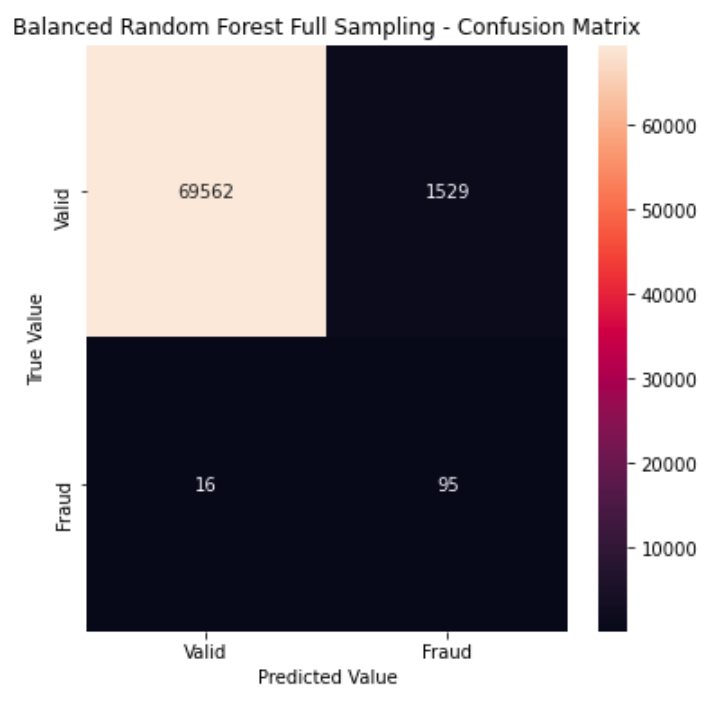 Balanced Random Forest Full Sampling - Confusion Matrix
Valid
69562
1529
60000
50000
40000
True Value
30000
20000
Fraud
16
95
10000
Valid
Fraud
Predicted Value